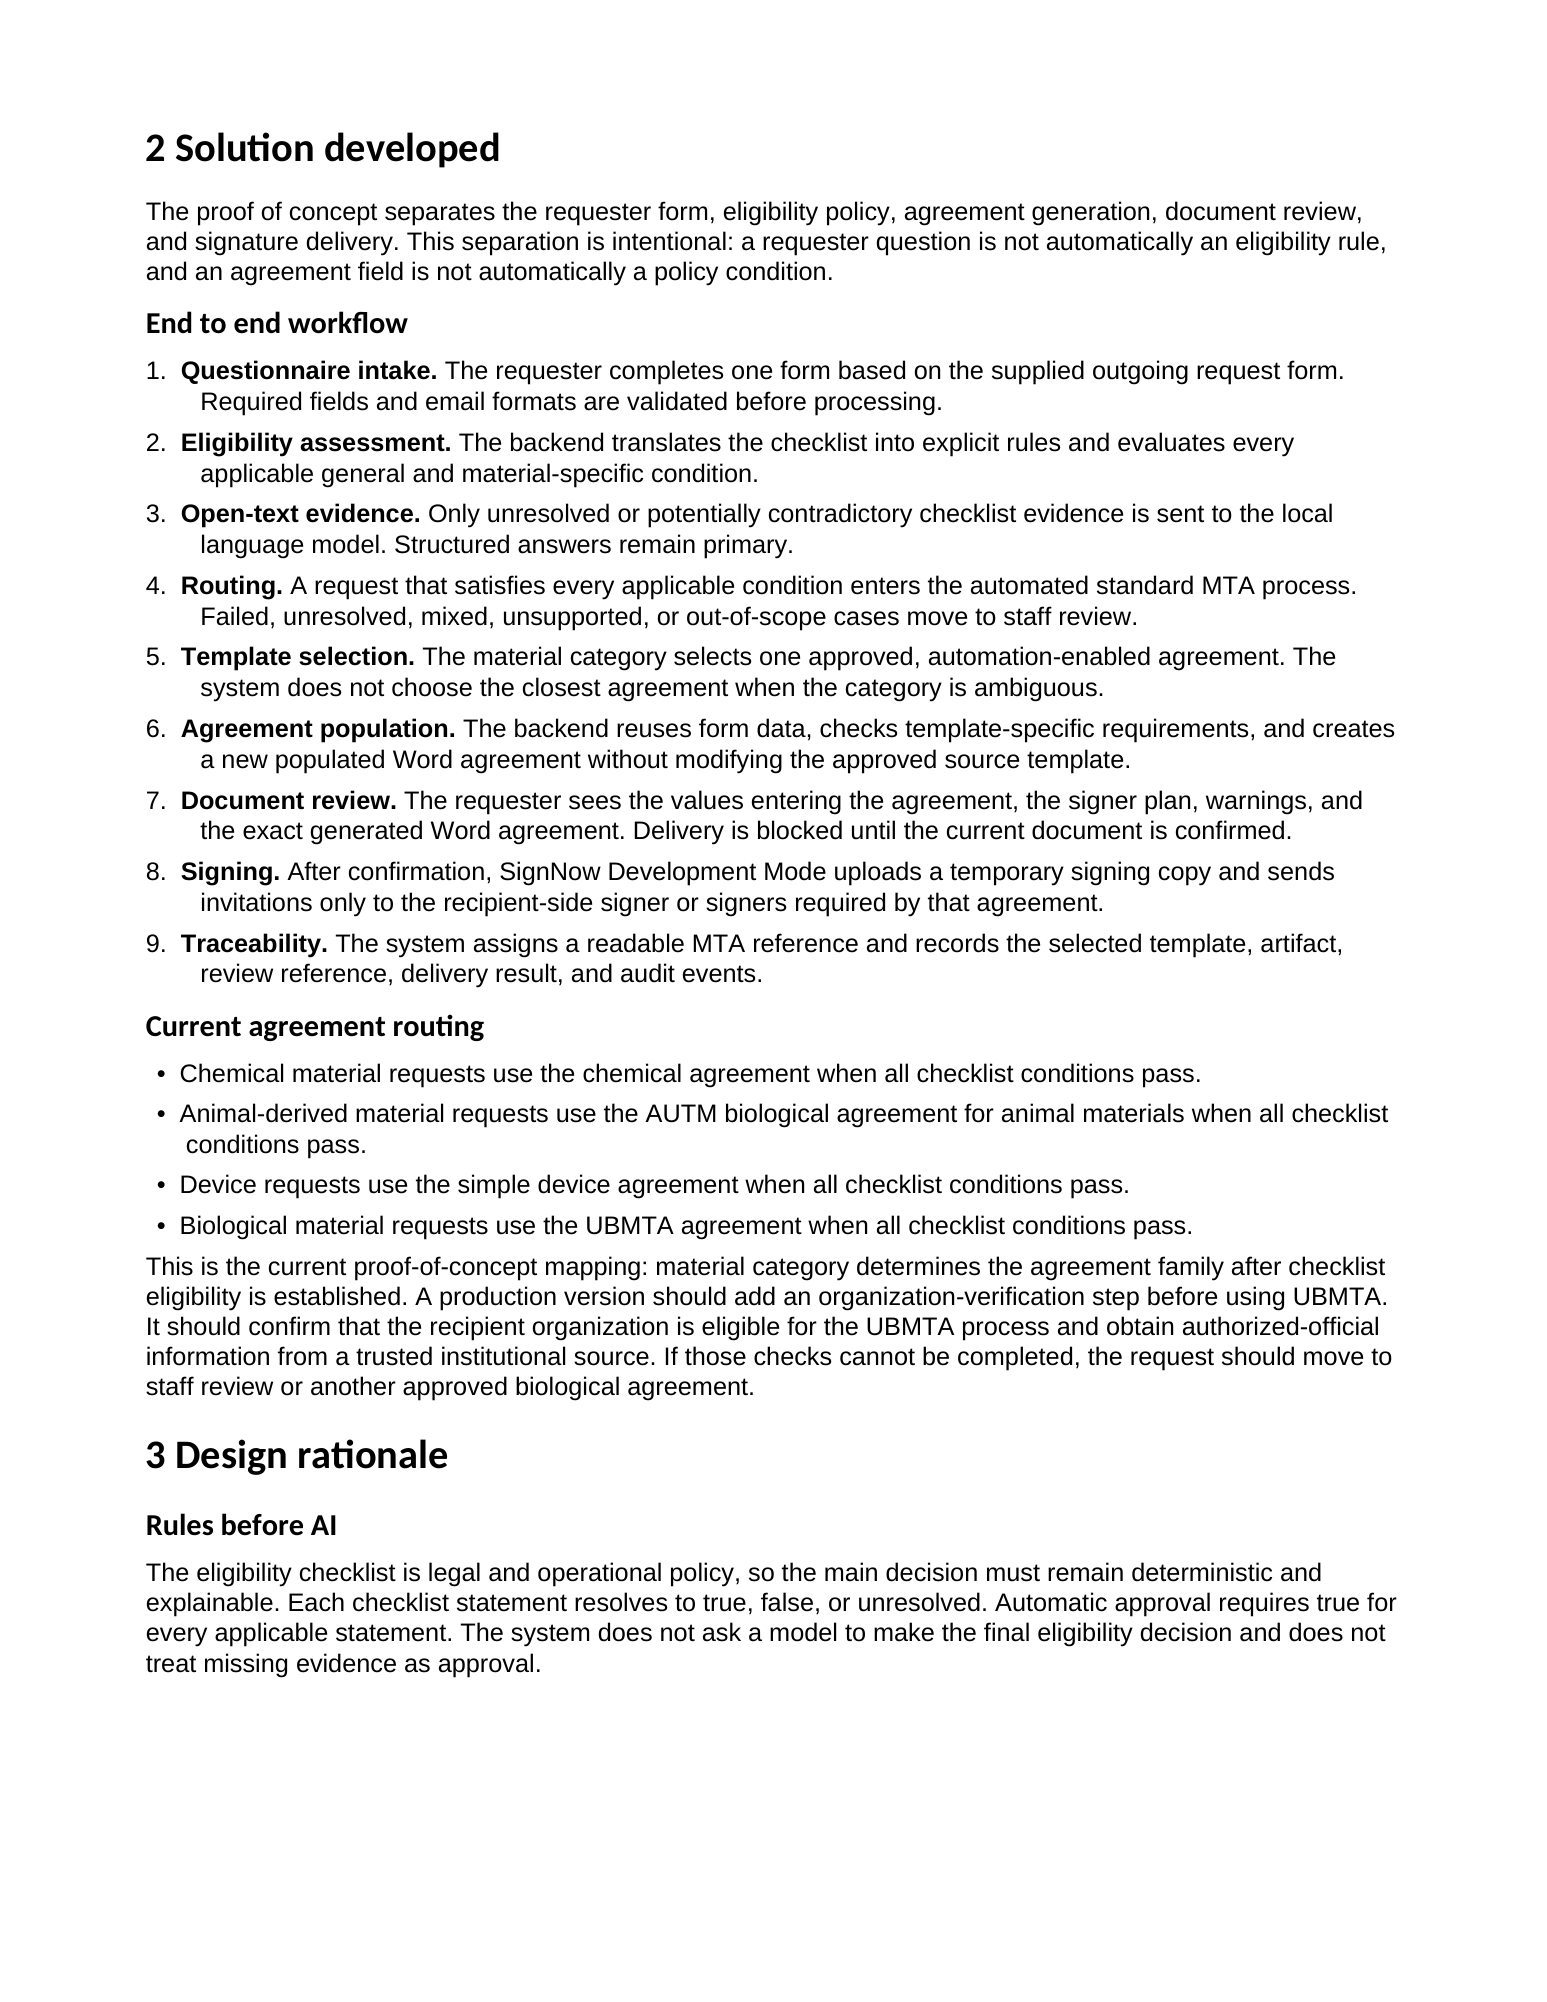 2 Solution developed
The proof of concept separates the requester form, eligibility policy, agreement generation, document review,
and signature delivery. This separation is intentional: a requester question is not automatically an eligibility rule,
and an agreement field is not automatically a policy condition.
End to end workflow
1. Questionnaire intake. The requester completes one form based on the supplied outgoing request form.
Required fields and email formats are validated before processing.
2. Eligibility assessment. The backend translates the checklist into explicit rules and evaluates every
applicable general and material-specific condition.
3. Open-text evidence. Only unresolved or potentially contradictory checklist evidence is sent to the local
language model. Structured answers remain primary.
4. Routing. A request that satisfies every applicable condition enters the automated standard MTA process.
Failed, unresolved, mixed, unsupported, or out-of-scope cases move to staff review.
5. Template selection. The material category selects one approved, automation-enabled agreement. The
system does not choose the closest agreement when the category is ambiguous.
6. Agreement population. The backend reuses form data, checks template-specific requirements, and creates
a new populated Word agreement without modifying the approved source template.
7. Document review. The requester sees the values entering the agreement, the signer plan, warnings, and
the exact generated Word agreement. Delivery is blocked until the current document is confirmed.
8. Signing. After confirmation, SignNow Development Mode uploads a temporary signing copy and sends
invitations only to the recipient-side signer or signers required by that agreement.
9. Traceability. The system assigns a readable MTA reference and records the selected template, artifact,
review reference, delivery result, and audit events.
Current agreement routing
• Chemical material requests use the chemical agreement when all checklist conditions pass.
• Animal-derived material requests use the AUTM biological agreement for animal materials when all checklist
conditions pass.
• Device requests use the simple device agreement when all checklist conditions pass.
• Biological material requests use the UBMTA agreement when all checklist conditions pass.
This is the current proof-of-concept mapping: material category determines the agreement family after checklist
eligibility is established. A production version should add an organization-verification step before using UBMTA.
It should confirm that the recipient organization is eligible for the UBMTA process and obtain authorized-official
information from a trusted institutional source. If those checks cannot be completed, the request should move to
staff review or another approved biological agreement.
3 Design rationale
Rules before AI
The eligibility checklist is legal and operational policy, so the main decision must remain deterministic and
explainable. Each checklist statement resolves to true, false, or unresolved. Automatic approval requires true for
every applicable statement. The system does not ask a model to make the final eligibility decision and does not
treat missing evidence as approval.